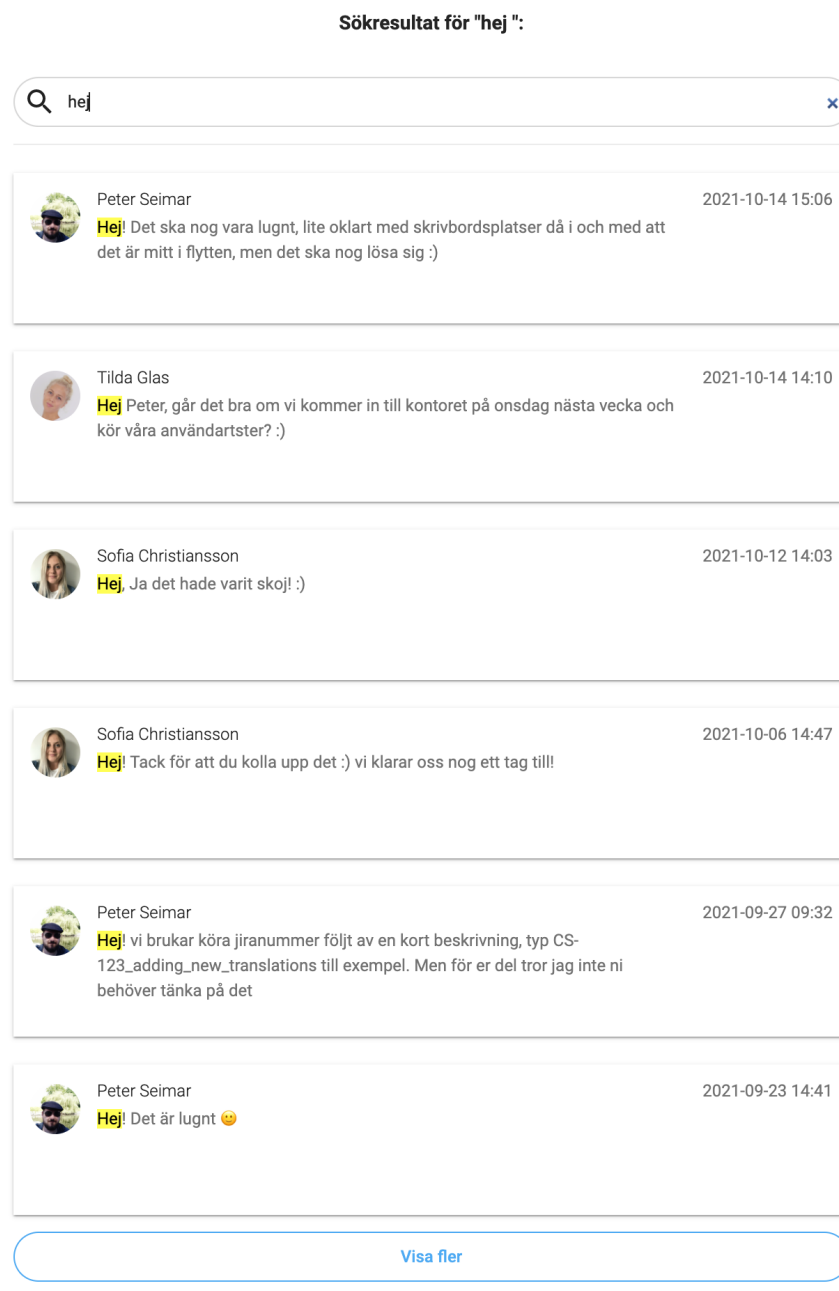 Sökresultat för "hej ":
hej
Peter Seimar 2021-10-14 15:06
Hej! Det ska nog vara lugnt, lite oklart med skrivbordsplatser då i och med att
det är mitt i flytten, men det ska nog lösa sig :)
Tilda Glas 2021-10-14 14:10
Hej Peter, går det bra om vi kommer in till kontoret på onsdag nästa vecka och
kör våra användartster? :)
Sofia Christiansson 2021-10-12 14:03
Hej, Ja det hade varit skoj! :)
Sofia Christiansson 2021-10-06 14:47
Hej! Tack för att du kolla upp det :) vi klarar oss nog ett tag till!
Peter Seimar 2021-09-27 09:32
Hej! vi brukar köra jiranummer följt av en kort beskrivning, typ CS-
123_adding_new_translations till exempel. Men för er del tror jag inte ni
behöver tänka på det
Peter Seimar 2021-09-23 14:41
Hej! Det är lugnt 🙂
Visa fler